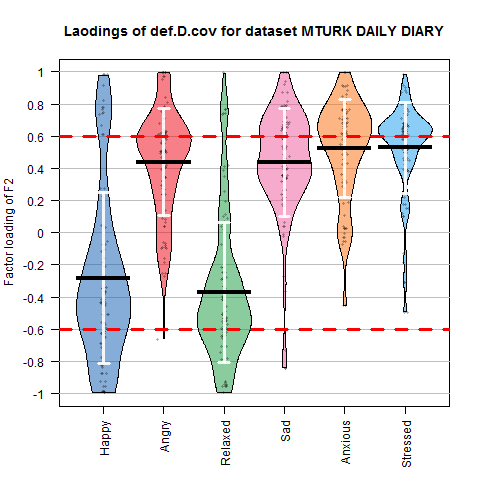 Laodings of def.D.cov for dataset MTURK DAILY DIARY
Factor loading of F2
1
0.8
0.6
0.4
0.2
0
-0.2
-0.4
-0.6
-0.8
-1
Happy
Angry
Relaxed
Sad
Anxious
Stressed